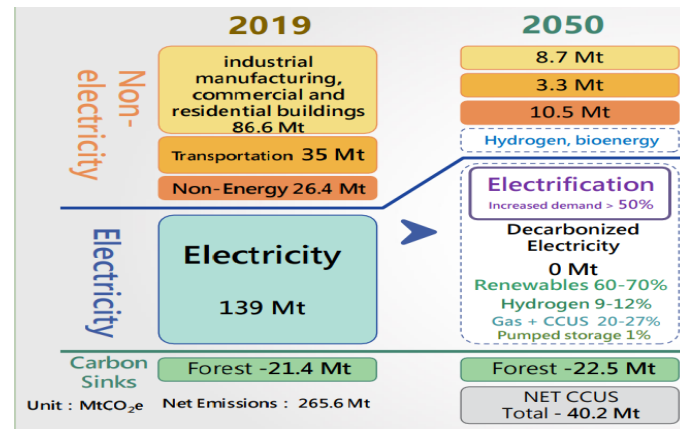 2019
2050
Non-
electricity
industrial
manufacturing,
commercial and
residential buildings
86.6 Mt
Transportation 35 Mt
Non-Energy 26.4 Mt
8.7 Mt
3.3 Mt
10.5 Mt
Hydrogen, bioenergy
Electricity
Electricity
139 Mt
Electrification
Increased demand > 50%
Decarbonized
Electricity
0 Mt
Renewables 60-70%
Hydrogen 9-12%
Gas + CCUS 20-27%
Pumped storage 1%
Carbon
Sinks
Forest -21.4 Mt
Forest -22.5 Mt
Unit : MtCO₂e
Net Emissions : 265.6 Mt
NET CCUS
Total - 40.2 Mt